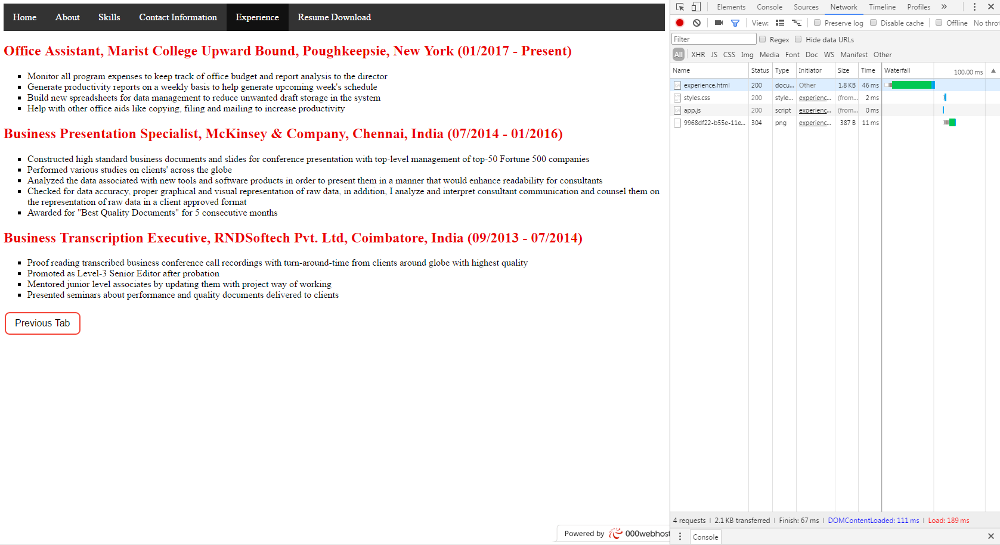 Home About Skills Contact Information Experience Resume Download
Office Assistant, Marist College Upward Bound, Poughkeepsie, New York (01/2017 - Present)
Monitor all program expenses to keep track of office budget and report analysis to the director
Generate productivity reports on a weekly basis to help generate upcoming week's schedule
Build new spreadsheets for data management to reduce unwanted draft storage in the system
Help with other office aids like copying, filing and mailing to increase productivity
Business Presentation Specialist, McKinsey & Company, Chennai, India (07/2014 - 01/2016)
Constructed high standard business documents and slides for conference presentation with top-level management of top-50 Fortune 500 companies
Performed various studies on clients' across the globe
Analyzed the data associated with new tools and software products in order to present them in a manner that would enhance readability for consultants
Checked for data accuracy, proper graphical and visual representation of raw data, in addition, I analyze and interpret consultant communication and counsel them on
the representation of raw data in a client approved format
Awarded for "Best Quality Documents" for 5 consecutive months
Business Transcription Executive, RNDSoftech Pvt. Ltd, Coimbatore, India (09/2013 - 07/2014)
Proof reading transcribed business conference call recordings with turn-around-time from clients around globe with highest quality
Promoted as Level-3 Senior Editor after probation
Mentored junior level associates by updating them with project way of working
Presented seminars about performance and quality documents delivered to clients
Previous Tab
Powered by 000webhost
Elements Console Sources Network Timeline Profiles »
View: Preserve log Disable cache Offline No thro
Filter Regex Hide data URLs
All XHR JS CSS Img Media Font Doc WS Manifest Other
Name Status Type Initiator Size Time Waterfall 100.00 ms
experience.html 200 docu... Other 1.8 KB 46 ms
styles.css 200 style... experienc... (from... 2 ms
app.js 200 script experienc... (from... 0 ms
9968df22-b55e-11e... 304 png experienc... 387 B 11 ms
4 requests | 2.1 KB transferred | Finish: 67 ms | DOMContentLoaded: 111 ms | Load: 189 ms
Console